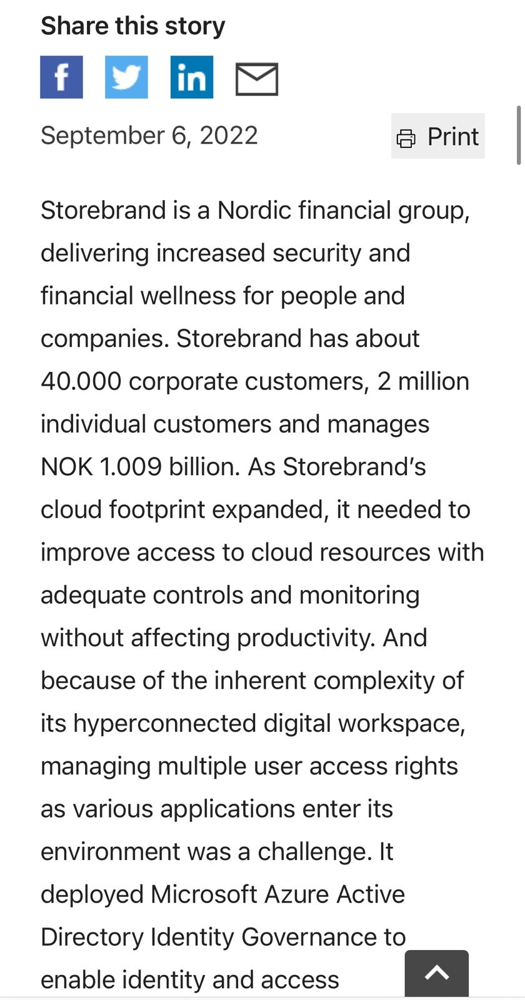 Share this story
f
in
September 6, 2022
Print
Storebrand is a Nordic financial group,
delivering increased security and
financial wellness for people and
companies. Storebrand has about
40.000 corporate customers, 2 million
individual customers and manages
NOK 1.009 billion. As Storebrand’s
cloud footprint expanded, it needed to
improve access to cloud resources with
adequate controls and monitoring
without affecting productivity. And
because of the inherent complexity of
its hyperconnected digital workspace,
managing multiple user access rights
as various applications enter its
environment was a challenge. It
deployed Microsoft Azure Active
Directory Identity Governance to
enable identity and access